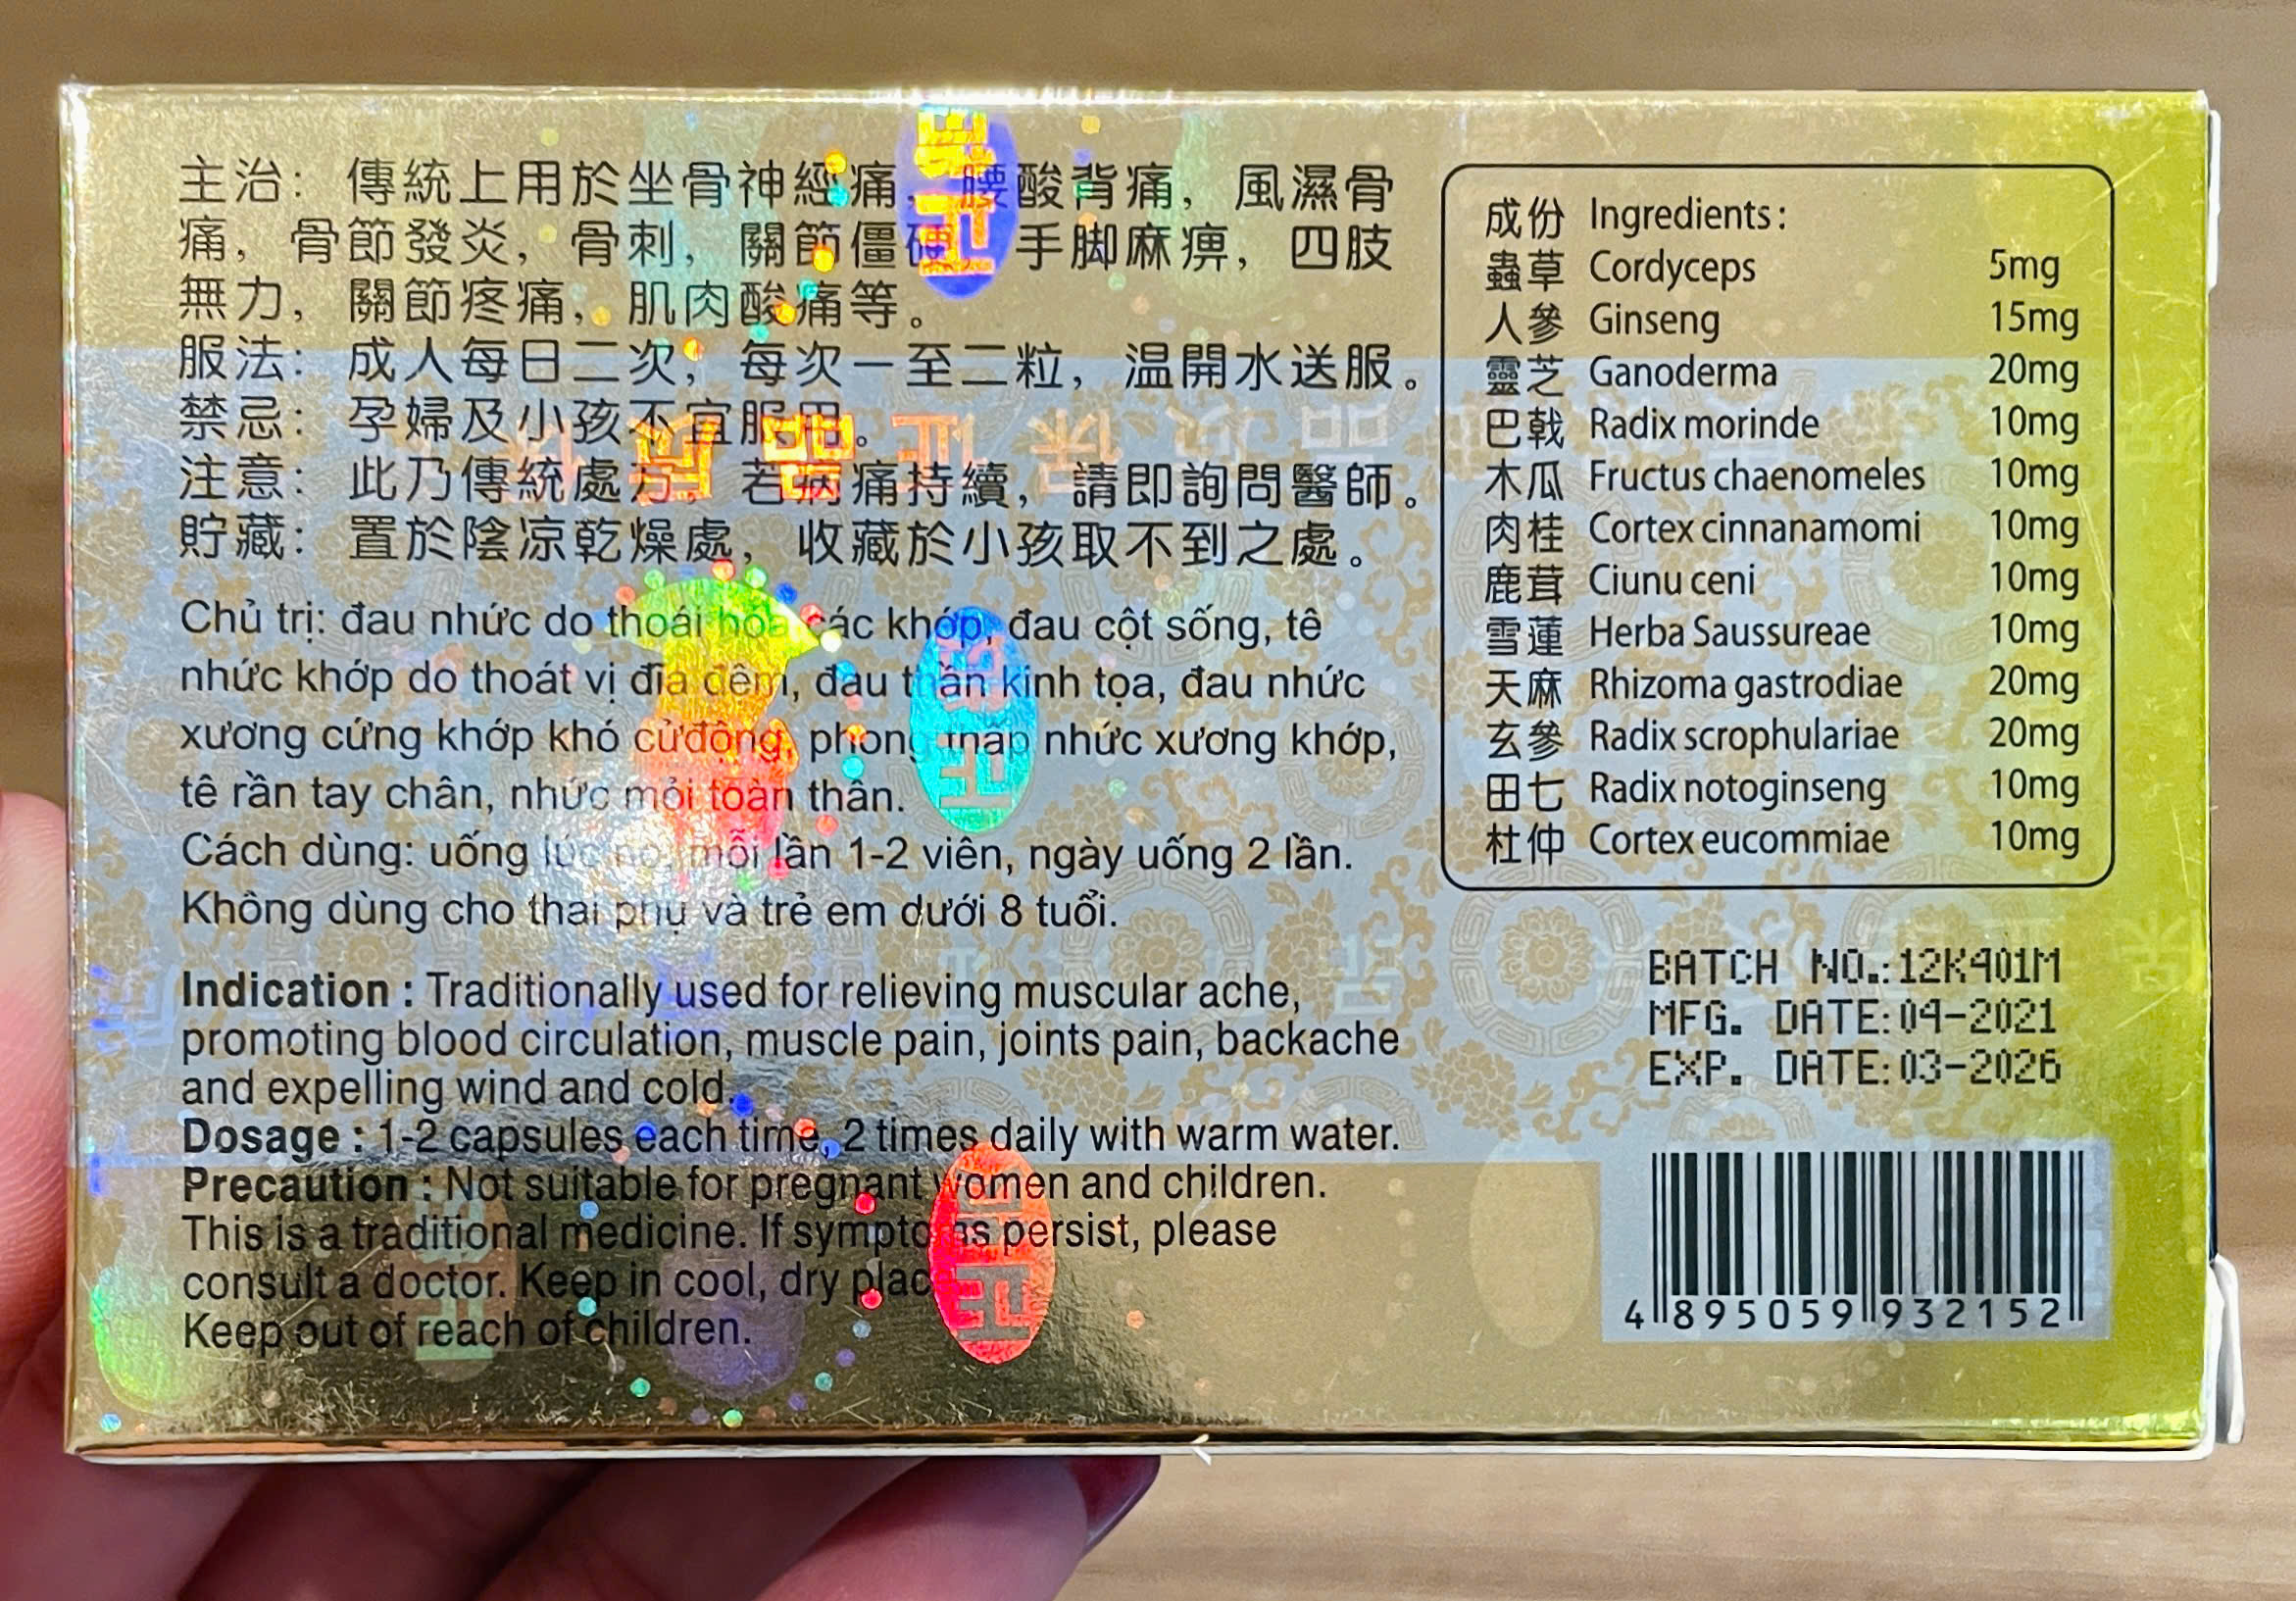 主治：傳統上用於坐骨神經痛，腰酸背痛，風濕骨
痛，骨節發炎，骨刺，關節僵硬，手脚麻痹，四肢
無力，關節疼痛，肌肉酸痛等。
服法：成人每日二次，每次一至二粒，温開水送服。
禁忌：孕婦及小孩不宜服用。
注意：此乃傳統處方，若病痛持續，請即詢問醫師。
貯藏：置於陰凉乾燥處，收藏於小孩取不到之處。
Chủ trị: đau nhức do thoái hóa các khớp, đau cột sống, tê
nhức khớp do thoát vị đĩa đệm, đau thần kinh tọa, đau nhức
xương cứng khớp khó cửđộng, phong thấp nhức xương khớp,
tê rần tay chân, nhức mỏi toàn thân.
Cách dùng: uống lúc no, mỗi lần 1-2 viên, ngày uống 2 lần.
Không dùng cho thai phụ và trẻ em dưới 8 tuổi.
Indication : Traditionally used for relieving muscular ache,
promoting blood circulation, muscle pain, joints pain, backache
and expelling wind and cold.
Dosage : 1-2 capsules each time, 2 times daily with warm water.
Precaution : Not suitable for pregnant women and children.
This is a traditional medicine. If symptoms persist, please
consult a doctor. Keep in cool, dry place
Keep out of reach of children.
成份 Ingredients :
蟲草 Cordyceps 5mg
人參 Ginseng 15mg
靈芝 Ganoderma 20mg
巴戟 Radix morinde 10mg
木瓜 Fructus chaenomeles 10mg
肉桂 Cortex cinnanamomi 10mg
鹿茸 Ciunu ceni 10mg
雪蓮 Herba Saussureae 10mg
天麻 Rhizoma gastrodiae 20mg
玄參 Radix scrophulariae 20mg
田七 Radix notoginseng 10mg
杜仲 Cortex eucommiae 10mg
BATCH NO.:12K401M
MFG. DATE:04-2021
EXP. DATE:03-2026
4 895059 932152